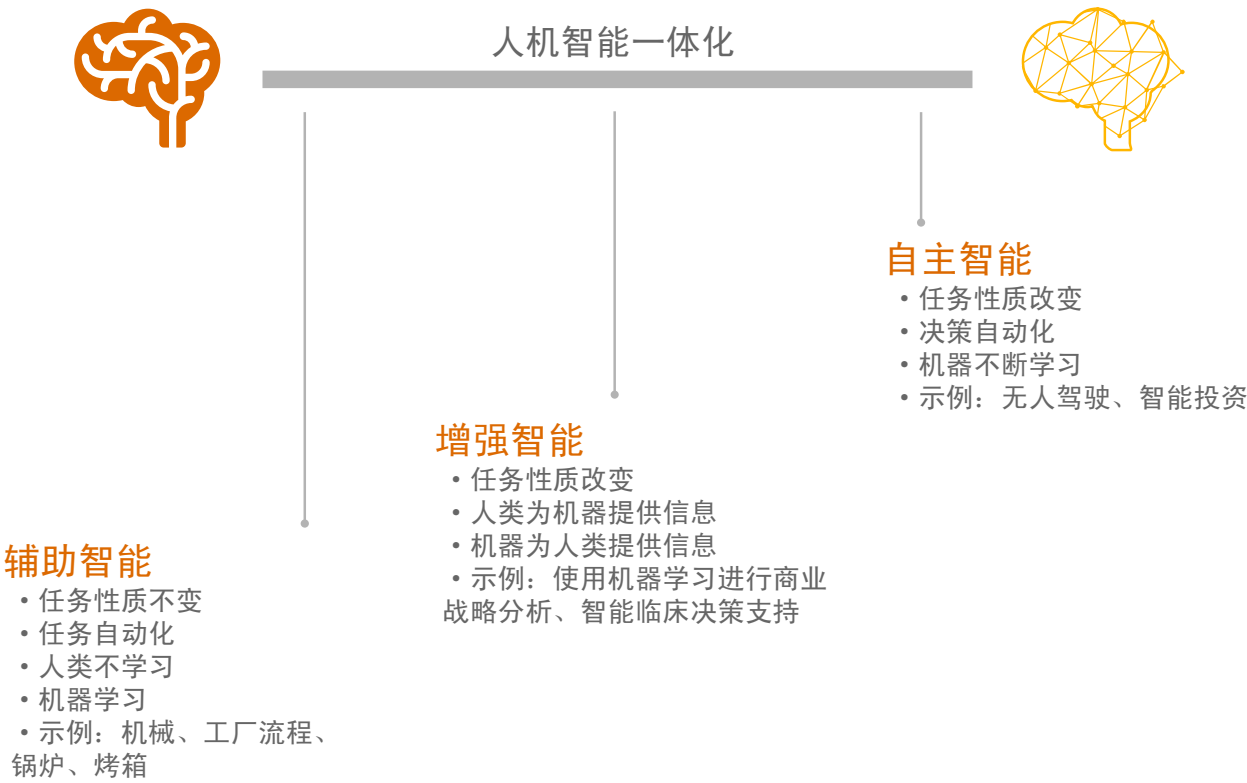 人机智能一体化
自主智能
•任务性质改变
•决策自动化
•机器不断学习
•示例：无人驾驶、智能投资
增强智能
•任务性质改变
•人类为机器提供信息
•机器为人类提供信息
•示例：使用机器学习进行商业
战略分析、智能临床决策支持
辅助智能
•任务性质不变
•任务自动化
•人类不学习
•机器学习
•示例：机械、工厂流程、
锅炉、烤箱